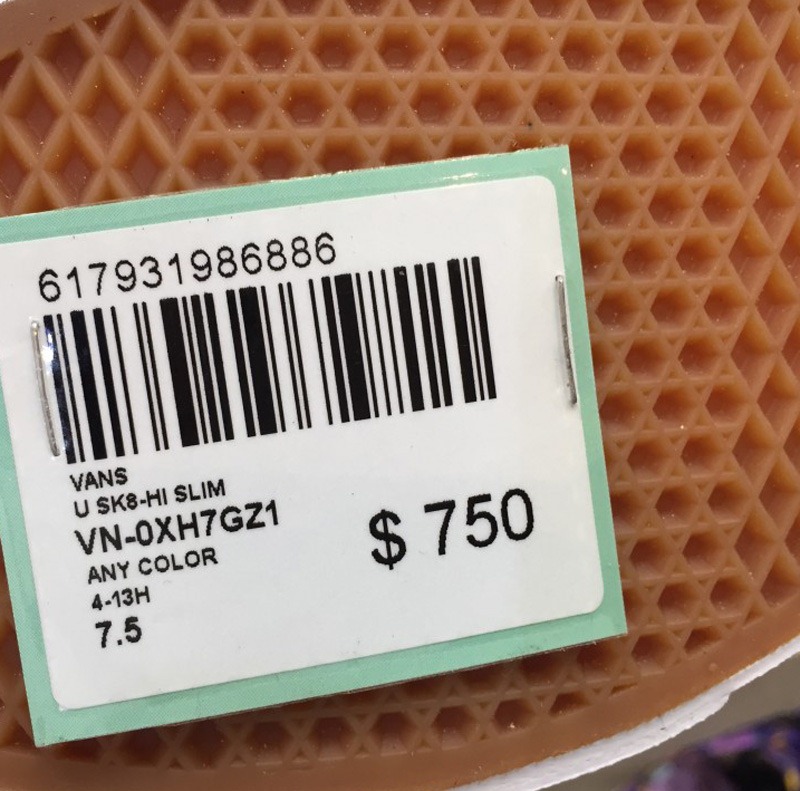 617931986886
VANS
U SK8-HI SLIM
VN-0XH7GZ1
ANY COLOR
4-13H
7.5
$ 750